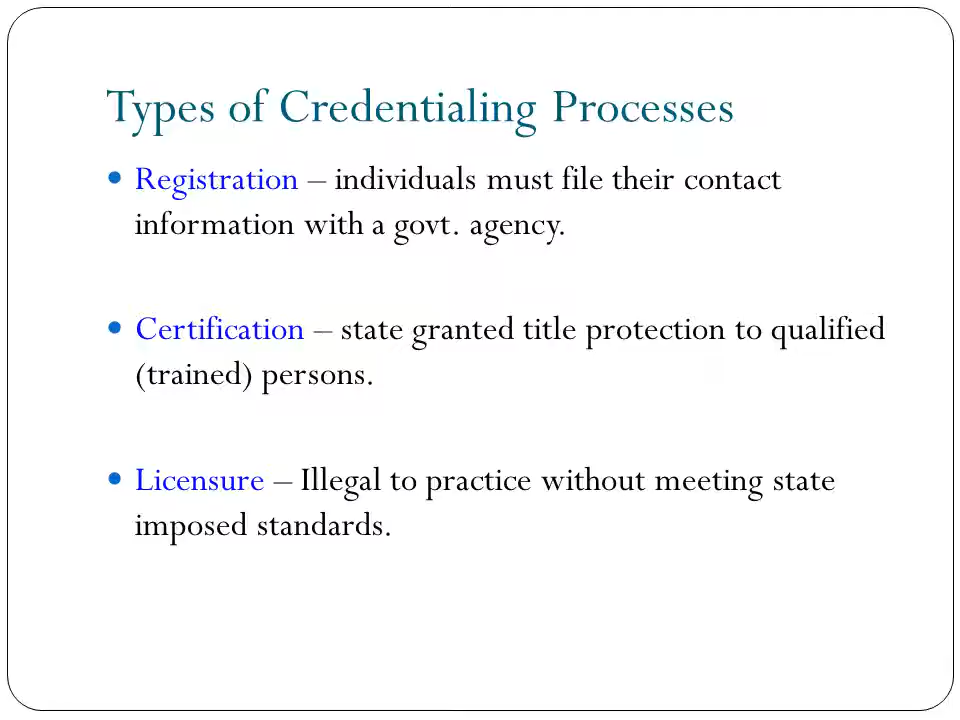 Types of Credentialing Processes
• Registration – individuals must file their contact
information with a govt. agency.
• Certification – state granted title protection to qualified
(trained) persons.
• Licensure – Illegal to practice without meeting state
imposed standards.